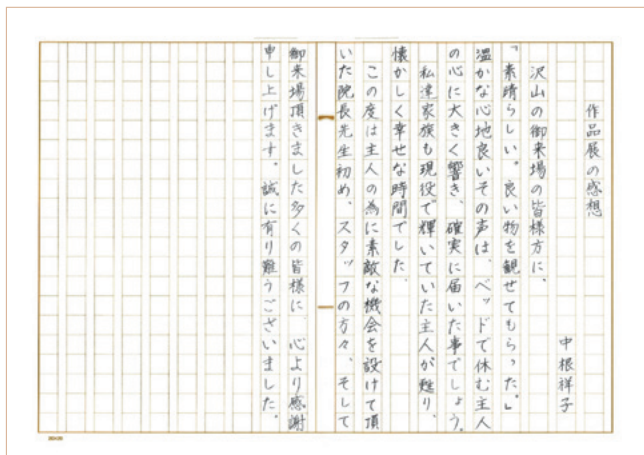 作品展の感想
中根祥子
沢山の御来場の皆様方に、
「素晴らしい。良い物を観せてもらった。」
温かな心地良いその声は、ベッドで休む主人
の心に大きく響き、確実に届いた事でしょう。
私達家族も現役で輝いていた主人が甦り、
懐かしく幸せな時間でした。
この度は主人の為に素敵な機会を設けて頂
いた院長先生初め、スタッフの方々、そして
御来場頂きました多くの皆様に、心より感謝
申し上げます。誠に有り難うございました。